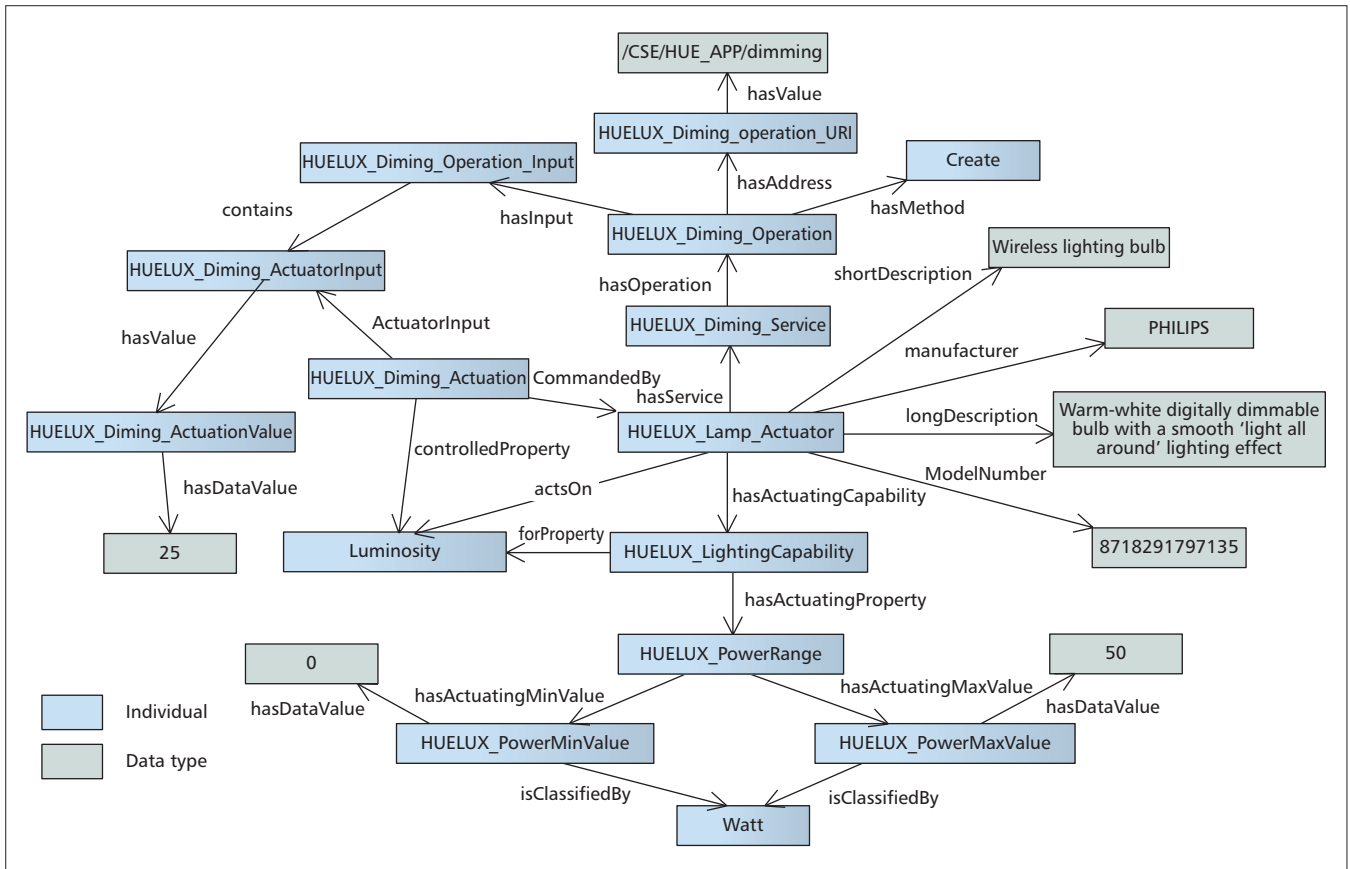 /CSE/HUE_APP/dimming
hasValue
HUELUX_Diming_operation_URI
HUELUX_Diming_Operation_Input
Create
hasAddress
contains
hasInput
hasMethod
HUELUX_Diming_Operation
Wireless lighting bulb
HUELUX_Diming_ActuatorInput
shortDescription
hasOperation
ActuatorInput
HUELUX_Diming_Service
PHILIPS
hasValue
manufacturer
HUELUX_Diming_Actuation
CommandedBy
hasService
longDescription
Warm-white digitally dimmable
bulb with a smooth ‘light all
around’ lighting effect
HUELUX_Diming_ActuationValue
HUELUX_Lamp_Actuator
controlledProperty
ModelNumber
hasDataValue
actsOn
hasActuatingCapability
forProperty
25
Luminosity
HUELUX_LightingCapability
8718291797135
hasActuatingProperty
0
HUELUX_PowerRange
50
hasActuatingMinValue
hasActuatingMaxValue
hasDataValue
hasDataValue
Individual
HUELUX_PowerMinValue
HUELUX_PowerMaxValue
Data type
isClassifiedBy
isClassifiedBy
Watt